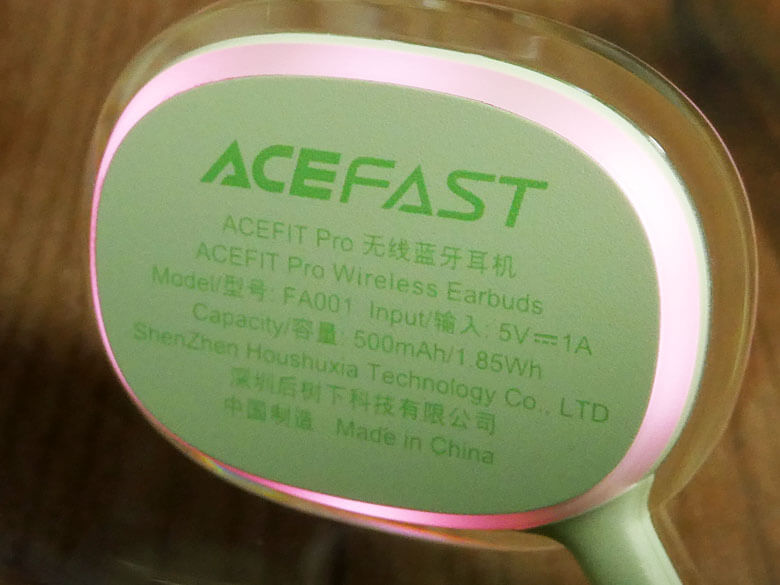 ACEFAST
ACEFIT Pro 无线蓝牙耳机
ACEFIT Pro Wireless Earbuds
Model/型号: FA001 Input/输入: 5V⎓1A
Capacity/容量: 500mAh/1.85Wh
ShenZhen Houshuxia Technology Co., LTD
深圳后树下科技有限公司
中国制造 Made in China